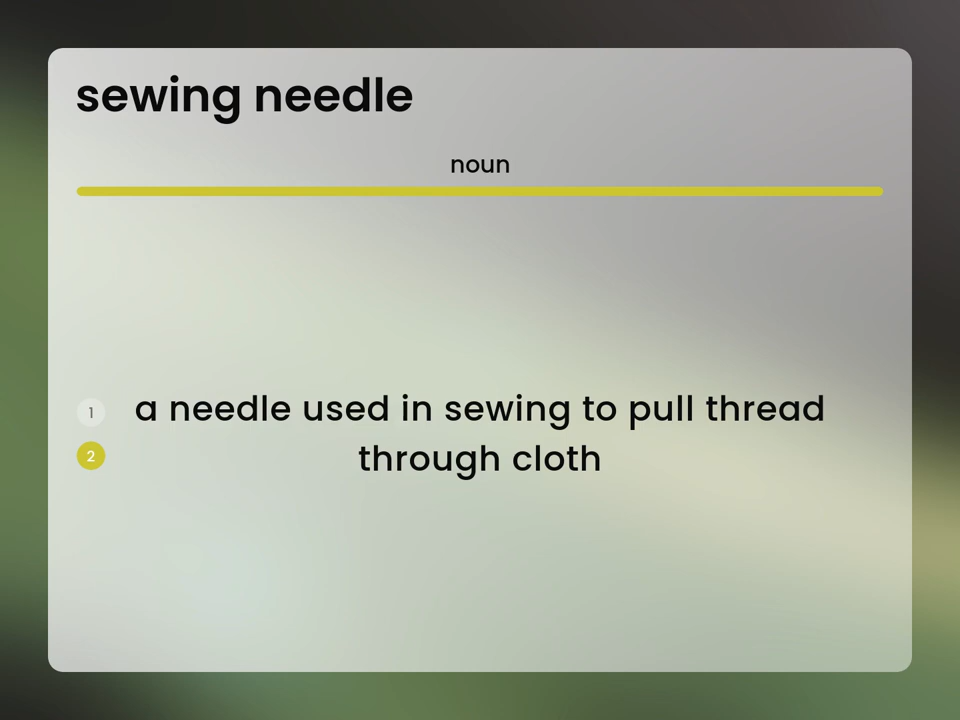 sewing needle
noun
1
a needle used in sewing to pull thread
2
through cloth